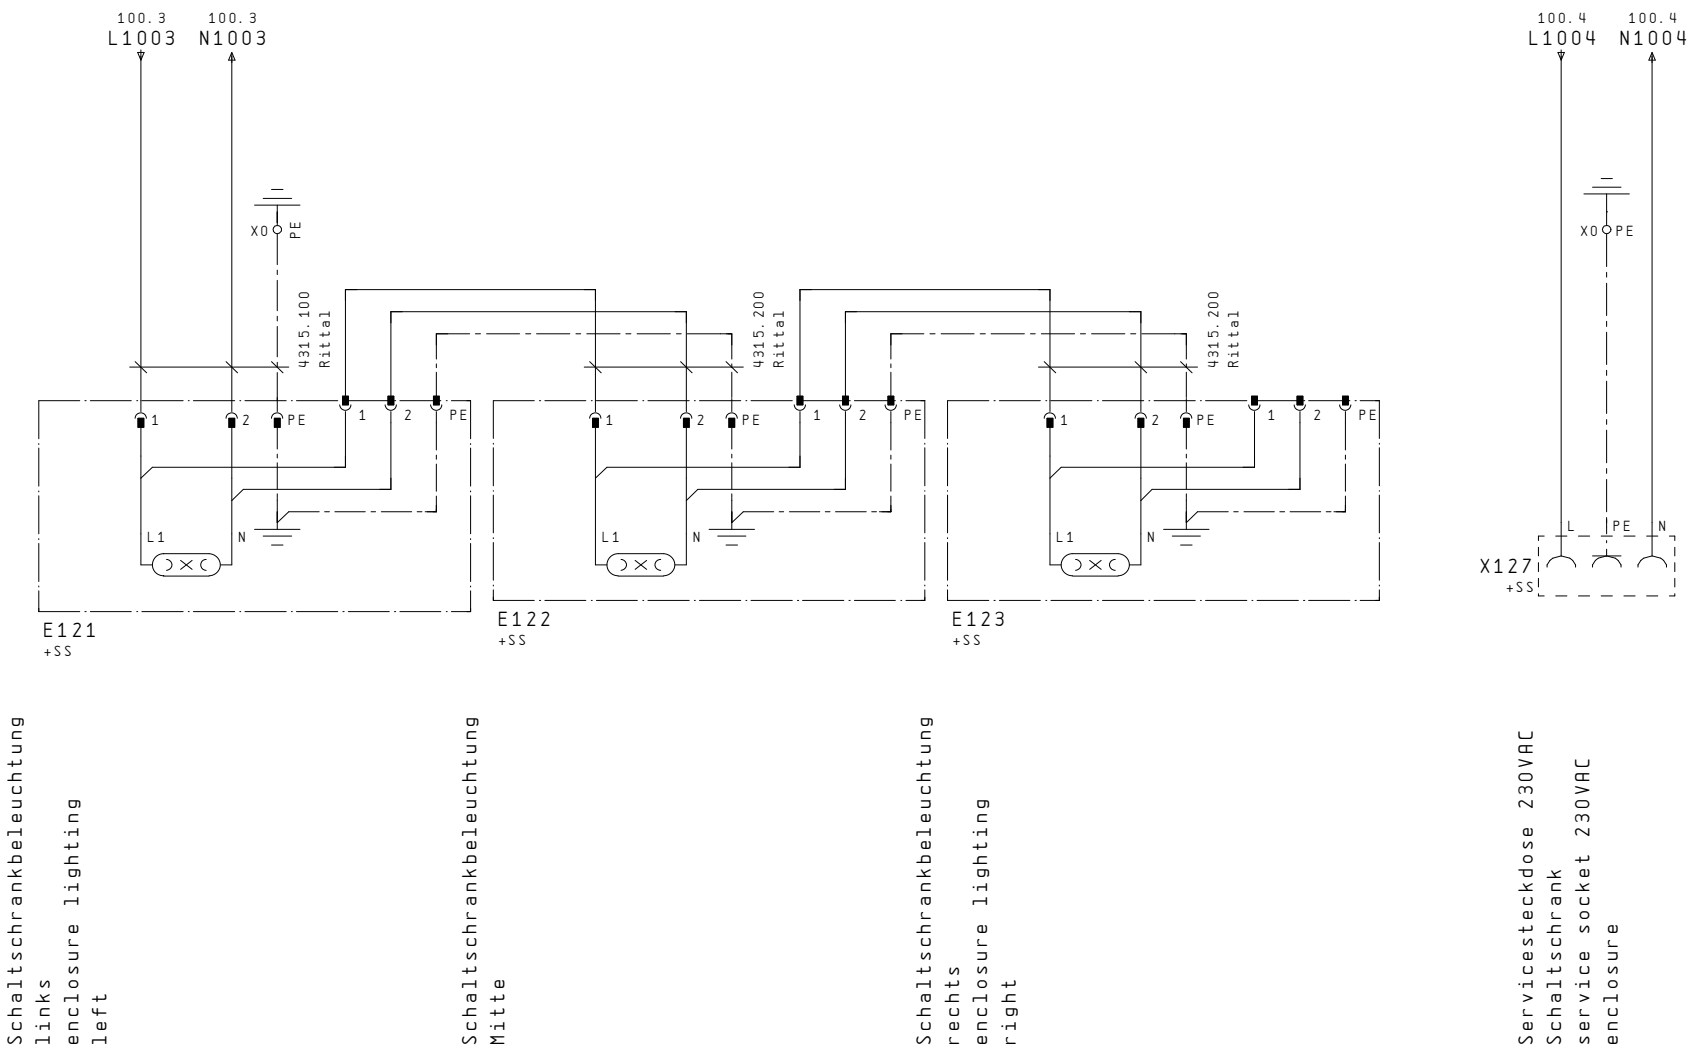 100.3 100.3
L1003 N1003
100.4 100.4
L1004 N1004
X0 PE
X0 PE
4315.100
Rittal
4315.200
Rittal
4315.200
Rittal
1 2 PE 1 2 PE
1 2 PE 1 2 PE
1 2 PE 1 2 PE
L1 N
L1 N
L1 N
L PE N
X127
+SS
E121
+SS
E122
+SS
E123
+SS
Schaltschrankbeleuchtung
links
enclosure lighting
left
Schaltschrankbeleuchtung
Mitte
Schaltschrankbeleuchtung
rechts
enclosure lighting
right
Servicesteckdose 230VAC
Schaltschrank
service socket 230VAC
enclosure